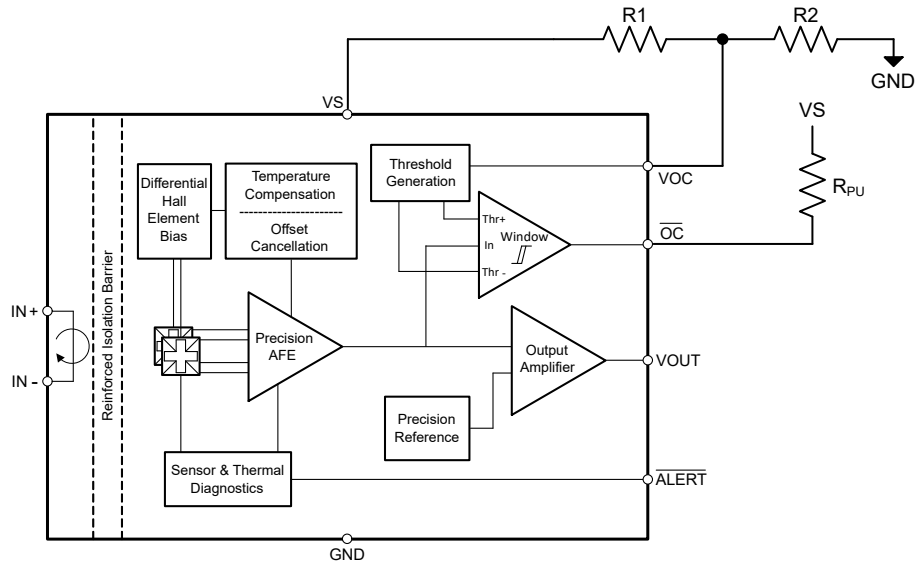 R1
R2
GND
VS
VS
R_PU
Differential
Hall
Element
Bias
Temperature
Compensation
Offset
Cancellation
Threshold
Generation
VOC
Thr+
Window
In
Thr -
OC
IN +
IN -
Reinforced Isolation Barrier
Precision
AFE
Output
Amplifier
VOUT
Precision
Reference
Sensor & Thermal
Diagnostics
ALERT
GND